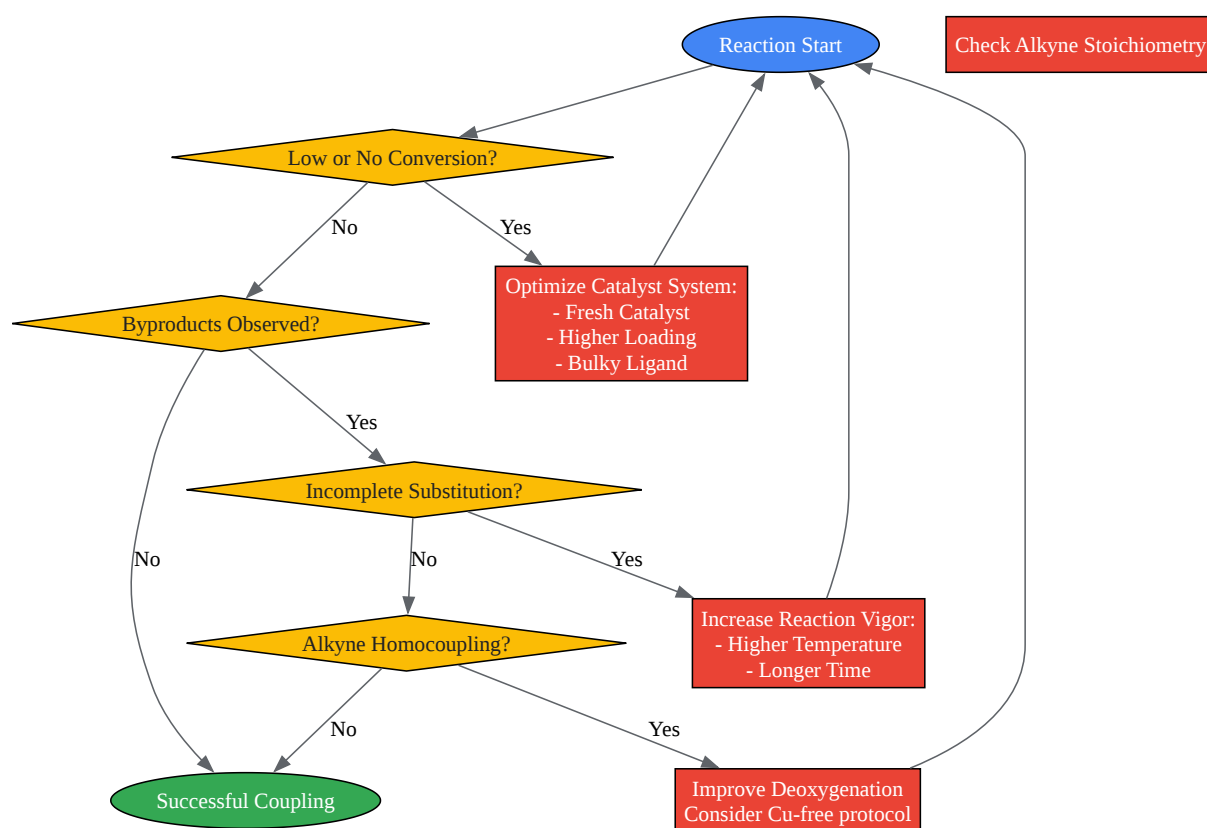 Reaction Start
Check Alkyne Stoichiometry
Low or No Conversion?
No
Yes
Optimize Catalyst System:
- Fresh Catalyst
- Higher Loading
- Bulky Ligand
Byproducts Observed?
Yes
Incomplete Substitution?
No
No
Yes
Increase Reaction Vigor:
- Higher Temperature
- Longer Time
Alkyne Homocoupling?
No
Yes
Improve Deoxygenation
Consider Cu-free protocol
Successful Coupling